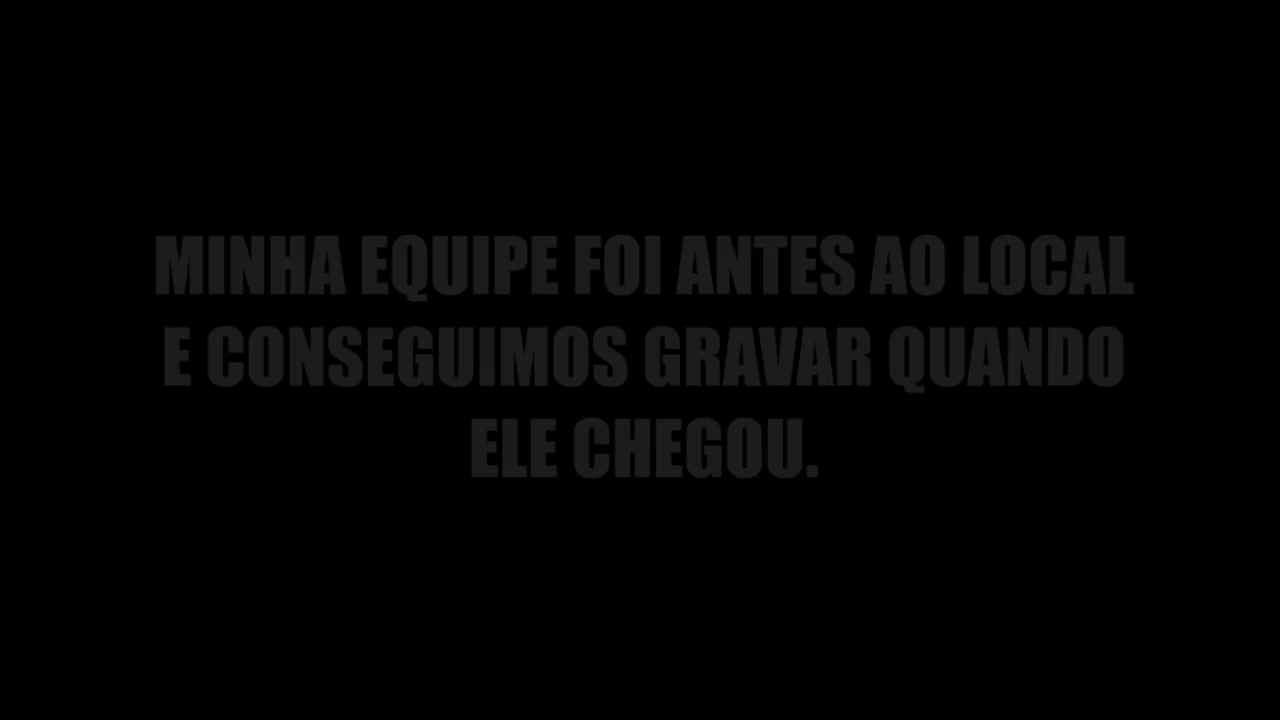 MINHA EQUIPE FOI ANTES AO LOCAL
E CONSEGUIMOS GRAVAR QUANDO
ELE CHEGOU.